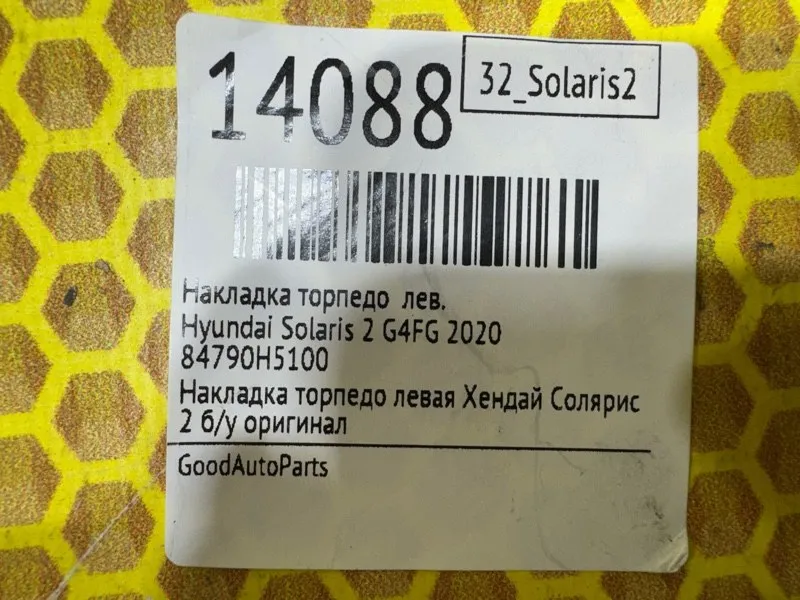 14088
32_Solaris2
Накладка торпедо лев.
Hyundai Solaris 2 G4FG 2020
84790H5100
Накладка торпедо левая Хендай Солярис
2 б/у оригинал
GoodAutoParts